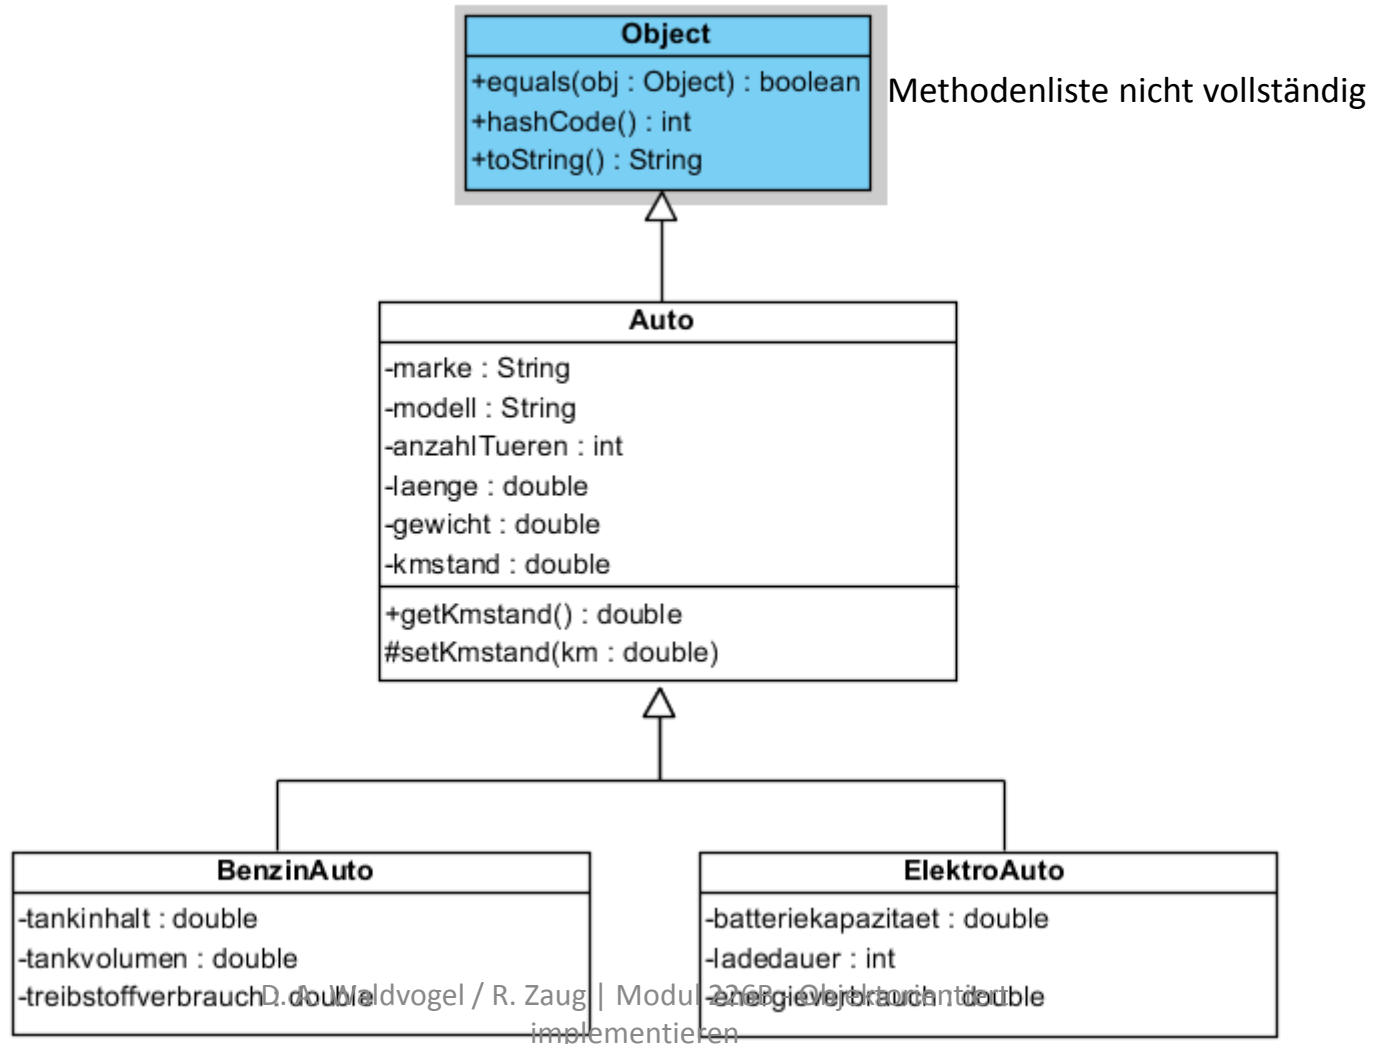 Object
+equals(obj : Object) : boolean
+hashCode() : int
+toString() : String
Methodenliste nicht vollständig
Auto
-marke : String
-modell : String
-anzahlTueren : int
-laenge : double
-gewicht : double
-kmstand : double
+getKmstand() : double
#setKmstand(km : double)
BenzinAuto
-tankinhalt : double
-tankvolumen : double
-treibstoffverbrauch : double
ElektroAuto
-batteriekapazitaet : double
-ladedauer : int
-energieverbrauch : double
D. A. Waldvogel / R. Zaug | Modul 226B - Objektorientiert
implementieren